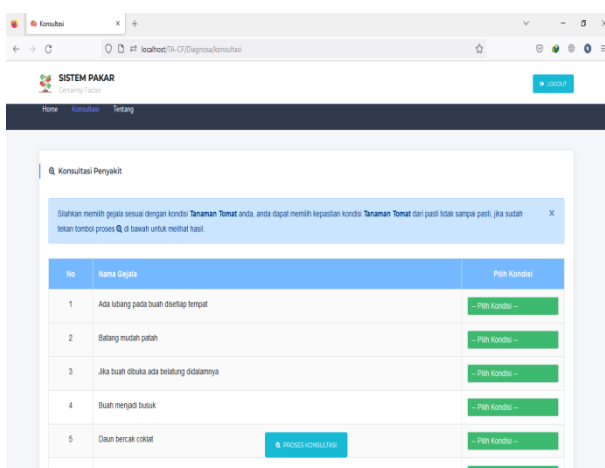 Konsultasi
localhost/TA-CF/Diagnosa/konsultasi
SISTEM PAKAR
Certainty Factor
LOGOUT
Home Konsultasi Tentang
Konsultasi Penyakit
Silahkan memilih gejala sesuai dengan kondisi Tanaman Tomat anda, anda dapat memilih kepastian kondisi Tanaman Tomat dari pasti tidak sampai pasti, jika sudah
tekan tombol proses di bawah untuk melihat hasil.
X
No Nama Gejala Pilih Kondisi
1 Ada lubang pada buah disetiap tempat -- Pilih Kondisi --
2 Batang mudah patah -- Pilih Kondisi --
3 Jika buah dibuka ada belatung didalamnya -- Pilih Kondisi --
4 Buah menjadi busuk -- Pilih Kondisi --
5 Daun bercak coklat -- Pilih Kondisi --
PROSES KONSULTASI